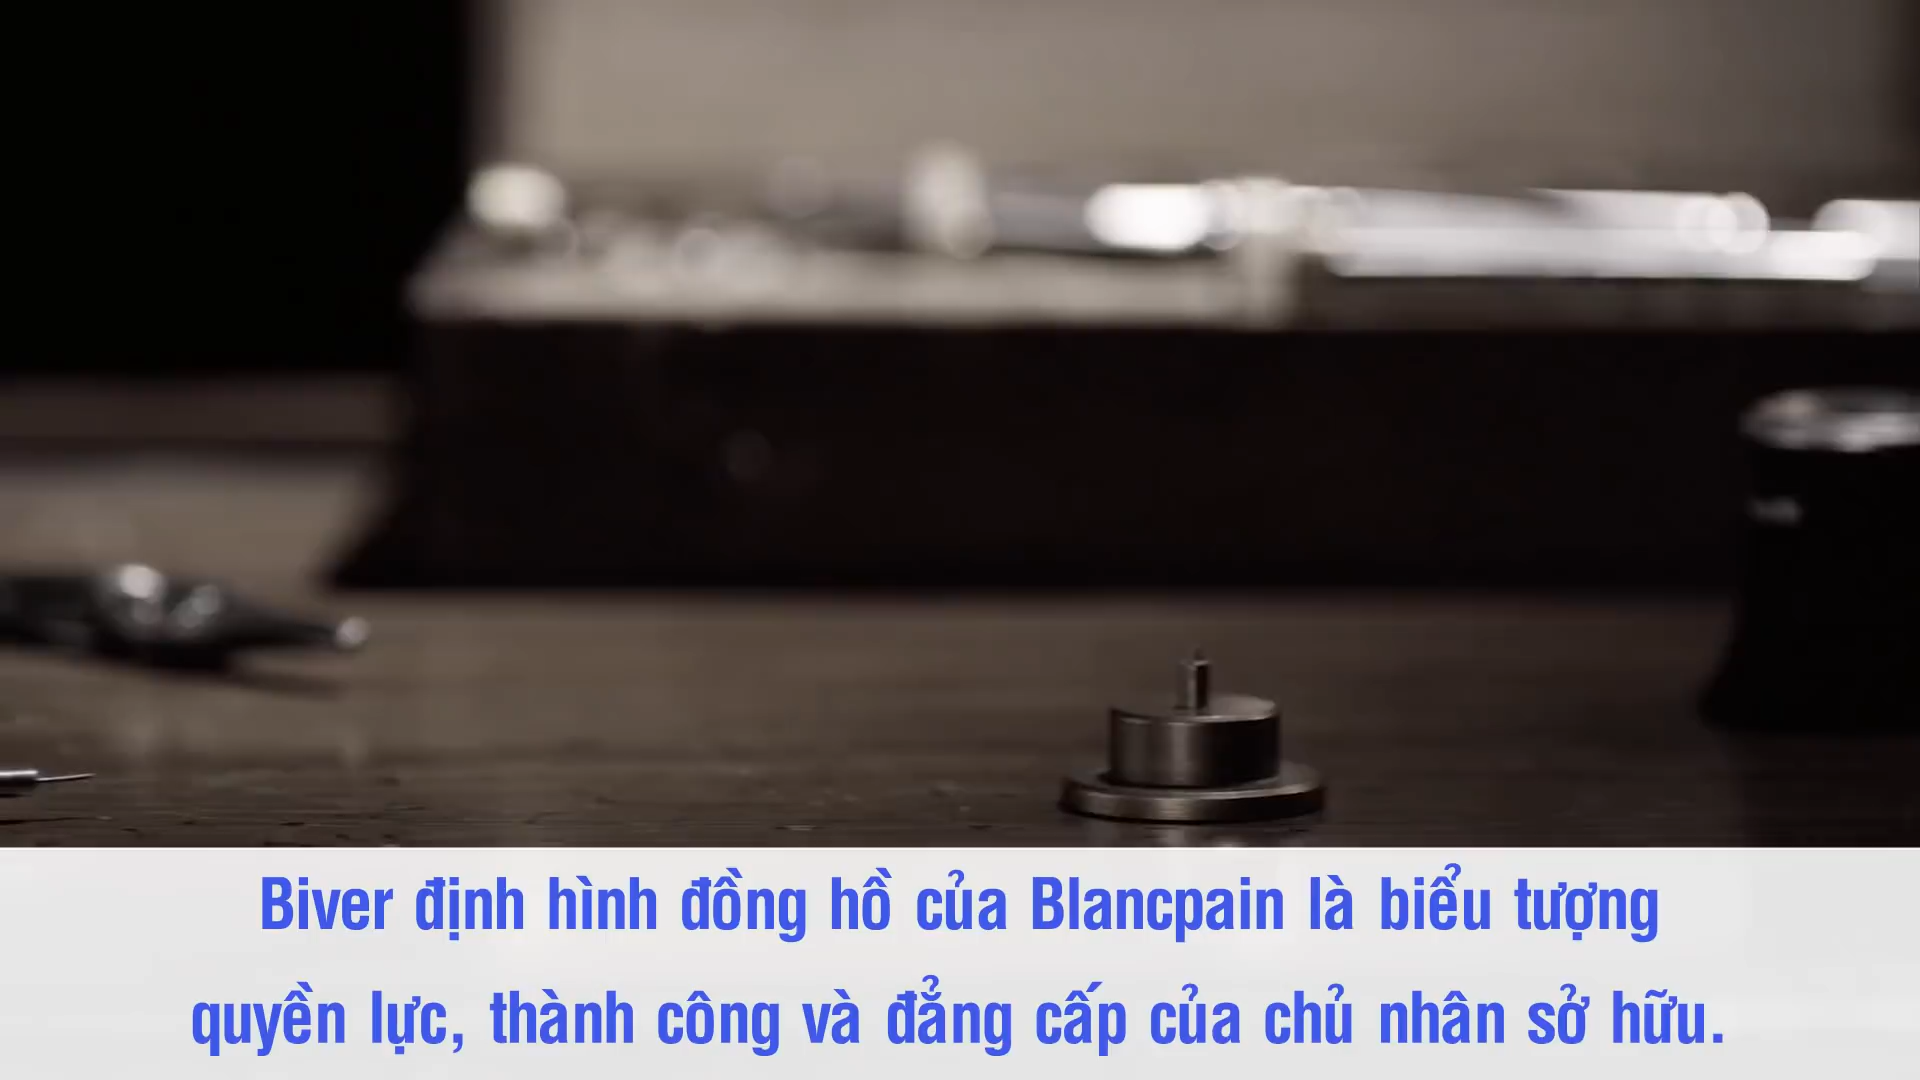 Biver định hình đồng hồ của Blancpain là biểu tượng
quyền lực, thành công và đẳng cấp của chủ nhân sở hữu.